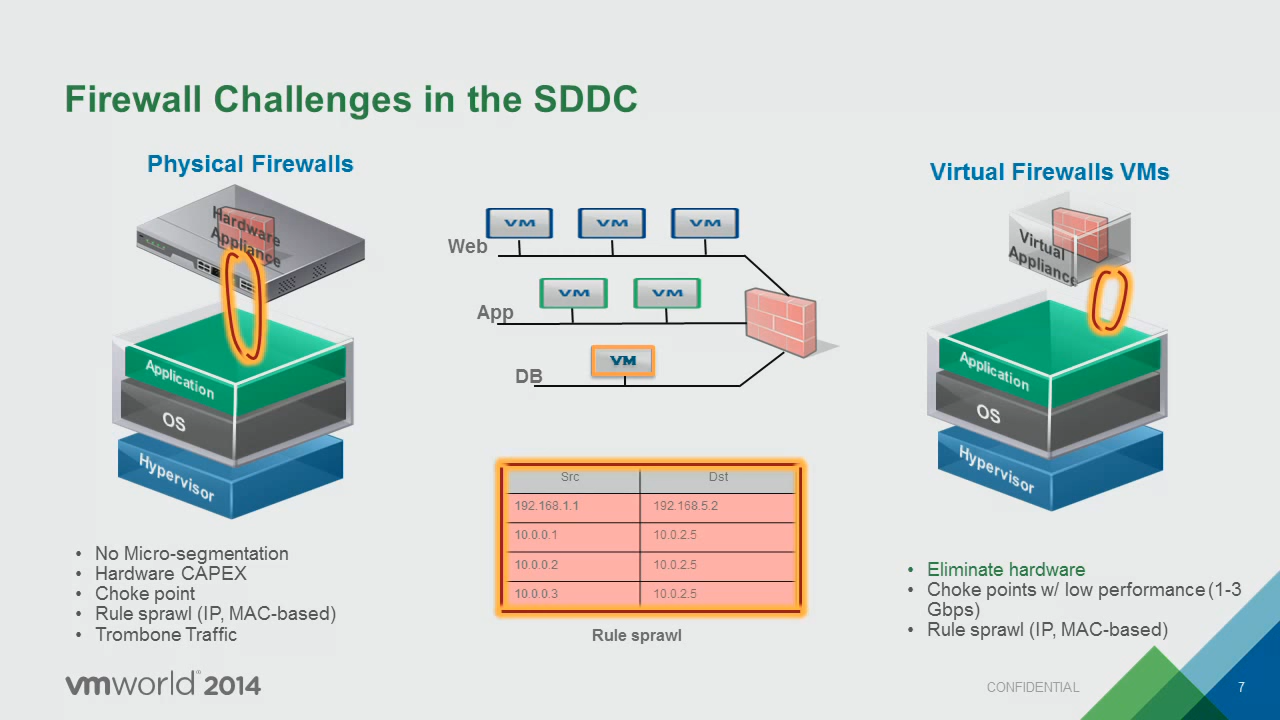 Firewall Challenges in the SDDC
Physical Firewalls
Hardware
Appliance
Application
OS
Hypervisor
• No Micro-segmentation
• Hardware CAPEX
• Choke point
• Rule sprawl (IP, MAC-based)
• Trombone Traffic
VM VM VM
Web
VM VM
App
VM
DB
Src Dst
192.168.1.1 192.168.5.2
10.0.0.1 10.0.2.5
10.0.0.2 10.0.2.5
10.0.0.3 10.0.2.5
Rule sprawl
Virtual Firewalls VMs
Virtual
Appliance
Application
OS
Hypervisor
• Eliminate hardware
• Choke points w/ low performance (1-3
Gbps)
• Rule sprawl (IP, MAC-based)
vmworld® 2014
CONFIDENTIAL
7